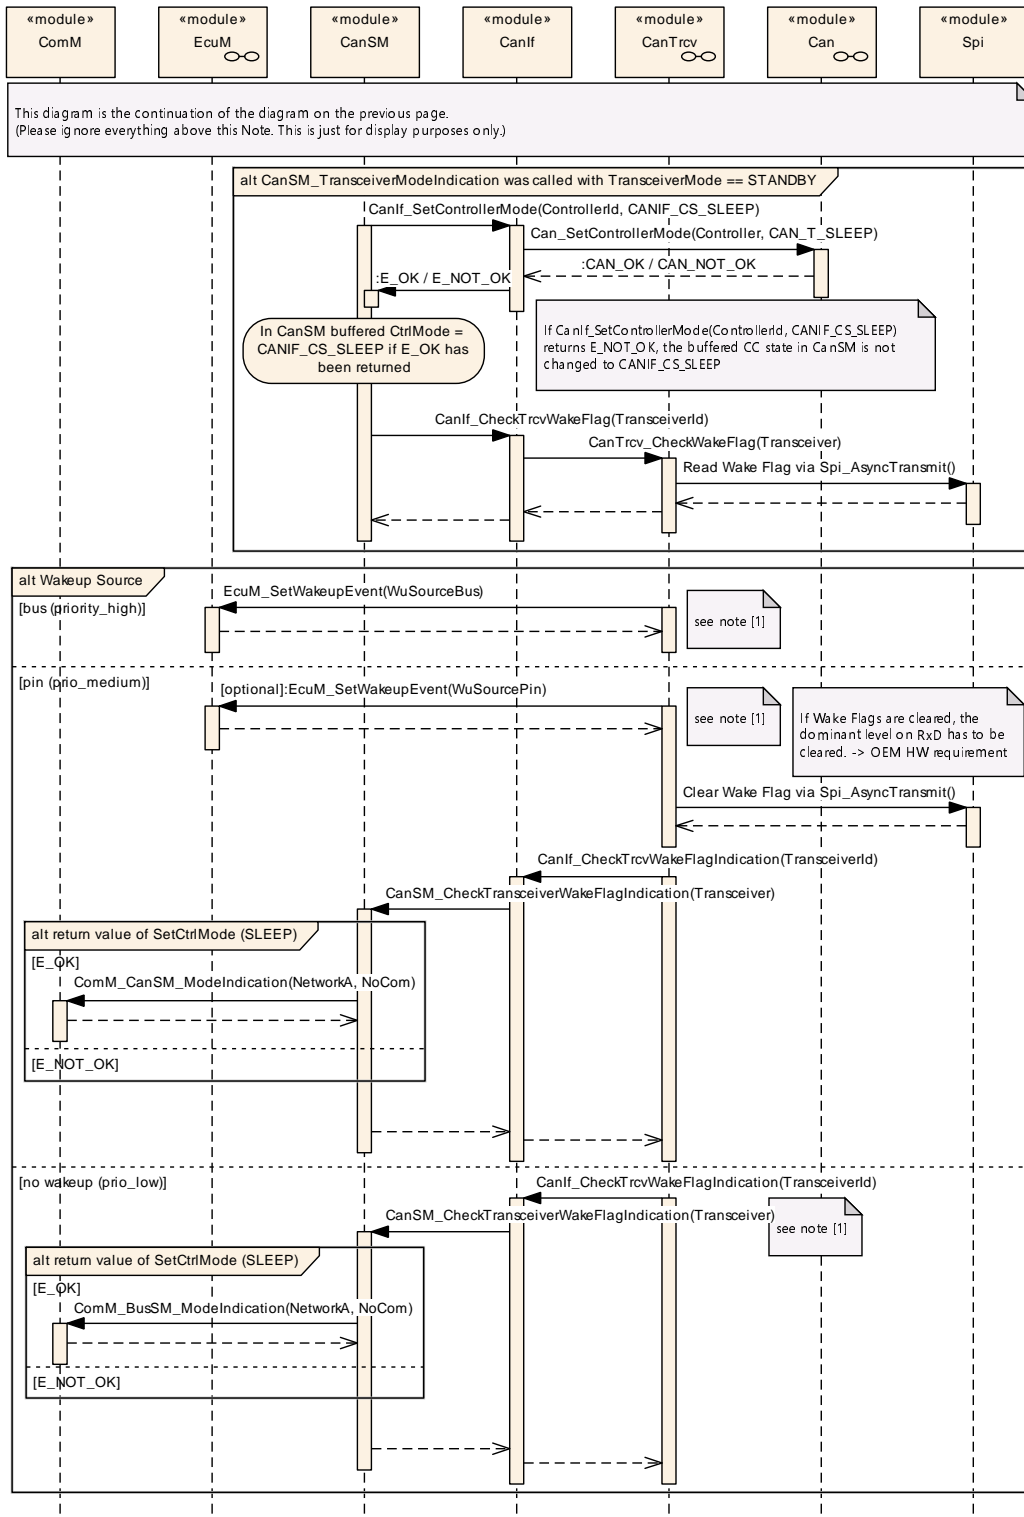 «module» «module» «module» «module» «module» «module» «module»
ComM EcuM CanSM CanIf CanTrcv Can Spi
This diagram is the continuation of the diagram on the previous page.
(Please ignore everything above this Note. This is just for display purposes only.)
alt CanSM_TransceiverModeIndication was called with TransceiverMode == STANDBY
CanIf_SetControllerMode(ControllerId, CANIF_CS_SLEEP)
Can_SetControllerMode(Controller, CAN_T_SLEEP)
:CAN_OK / CAN_NOT_OK
:E_OK / E_NOT_OK
In CanSM buffered CtrlMode =
CANIF_CS_SLEEP if E_OK has
been returned
If CanIf_SetControllerMode(ControllerId, CANIF_CS_SLEEP)
returns E_NOT_OK, the buffered CC state in CanSM is not
changed to CANIF_CS_SLEEP
CanIf_CheckTrcvWakeFlag(TransceiverId)
CanTrcv_CheckWakeFlag(Transceiver)
Read Wake Flag via Spi_AsyncTransmit()
alt Wakeup Source
[bus (priority_high)]
EcuM_SetWakeupEvent(WuSourceBus)
see note [1]
[pin (prio_medium)]
[optional]:EcuM_SetWakeupEvent(WuSourcePin)
see note [1]
If Wake Flags are cleared, the
dominant level on RxD has to be
cleared. -> OEM HW requirement
Clear Wake Flag via Spi_AsyncTransmit()
CanIf_CheckTrcvWakeFlagIndication(TransceiverId)
CanSM_CheckTransceiverWakeFlagIndication(Transceiver)
alt return value of SetCtrlMode (SLEEP)
[E_OK]
ComM_CanSM_ModeIndication(NetworkA, NoCom)
[E_NOT_OK]
[no wakeup (prio_low)]
CanIf_CheckTrcvWakeFlagIndication(TransceiverId)
CanSM_CheckTransceiverWakeFlagIndication(Transceiver)
see note [1]
alt return value of SetCtrlMode (SLEEP)
[E_OK]
ComM_BusSM_ModeIndication(NetworkA, NoCom)
[E_NOT_OK]